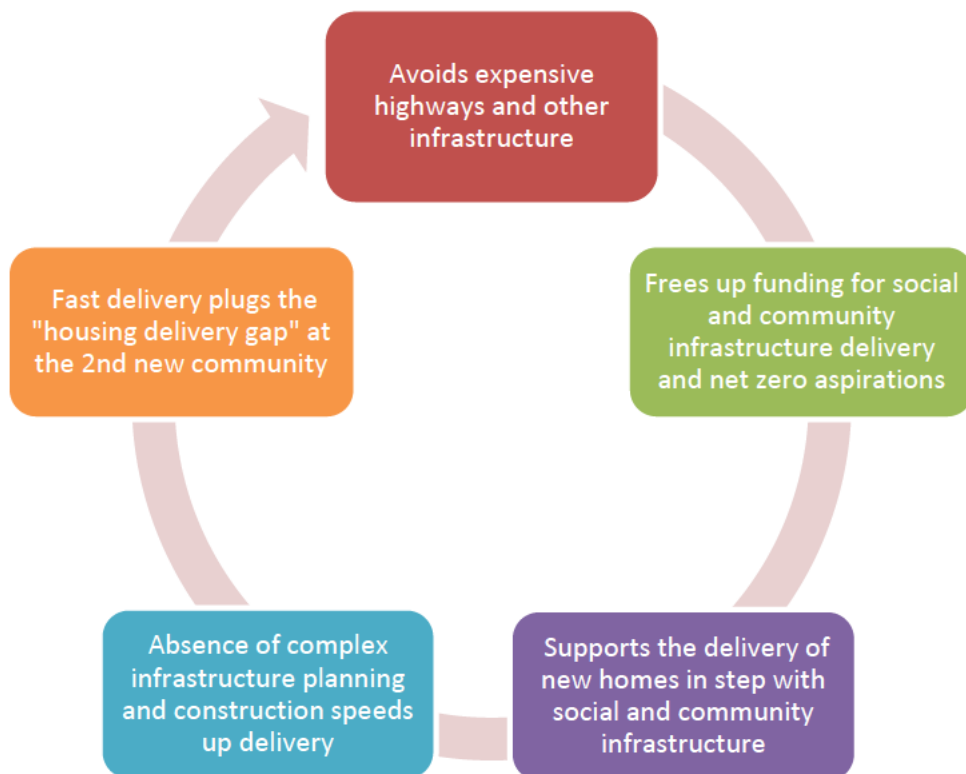 Avoids expensive
highways and other
infrastructure
Frees up funding for social
and community
infrastructure delivery
and net zero aspirations
Supports the delivery of
new homes in step with
social and community
infrastructure
Absence of complex
infrastructure planning
and construction speeds
up delivery
Fast delivery plugs the
"housing delivery gap" at
the 2nd new community